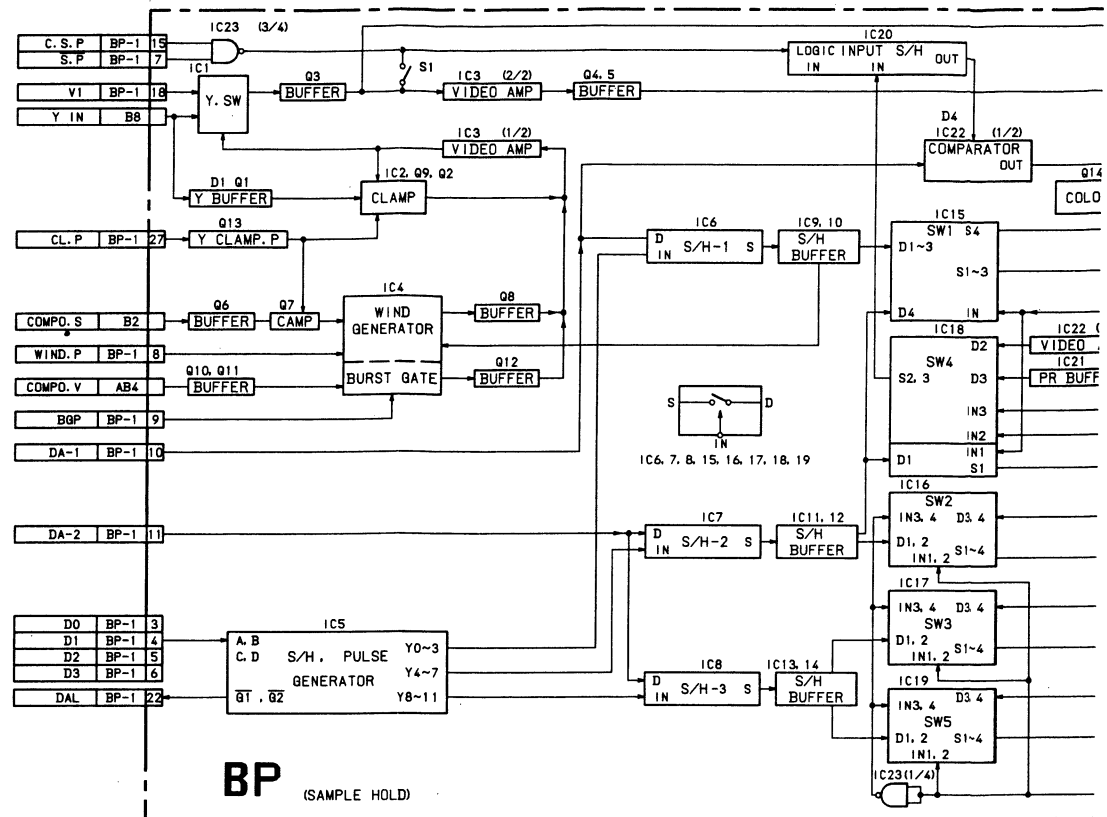 IC23 (3/4)
C.S.P BP-1 15
S.P BP-1 7
IC1
V1 BP-1 18
Y IN B8
Y.SW
Q3
BUFFER
S1
IC3 (2/2)
VIDEO AMP
Q4, 5
BUFFER
IC20
LOGIC INPUT S/H
IN IN OUT
D4
IC22 (1/2)
COMPARATOR
OUT
Q14
COLO
IC3 (1/2)
VIDEO AMP
IC2, Q9, Q2
CLAMP
D1 Q1
Y BUFFER
Q13
CL.P BP-1 27
Y CLAMP.P
IC6
D S/H-1 S
IN
IC9, 10
S/H
BUFFER
IC15
SW1 S4
D1~3
S1~3
D4 IN
COMPO.S B2
Q6
BUFFER
Q7
CAMP
IC4
WIND
GENERATOR
BURST GATE
Q8
BUFFER
WIND.P BP-1 8
Q10, Q11
COMPO.V AB4
BUFFER
Q12
BUFFER
BGP BP-1 9
DA-1 BP-1 10
S D
IN
IC6, 7, 8, 15, 16, 17, 18, 19
IC18
D2
SW4
S2, 3 D3
IN3
IN2
IN1
D1
S1
IC22 (
VIDEO
IC21
PR BUFF
DA-2 BP-1 11
IC7
D S/H-2 S
IN
IC11, 12
S/H
BUFFER
IC16
SW2
IN3, 4 D3, 4
D1, 2 S1~4
IN1, 2
IC17
IN3, 4 D3, 4
SW3
D1, 2 S1~4
IN1, 2
D0 BP-1 3
D1 BP-1 4
D2 BP-1 5
D3 BP-1 6
DAL BP-1 22
IC5
A, B
C, D S/H, PULSE
GENERATOR
G1, G2
Y0~3
Y4~7
Y8~11
IC8
D S/H-3 S
IN
IC13, 14
S/H
BUFFER
IC19
IN3, 4 D3, 4
SW5
D1, 2 S1~4
IN1, 2
IC23(1/4)
BP (SAMPLE HOLD)